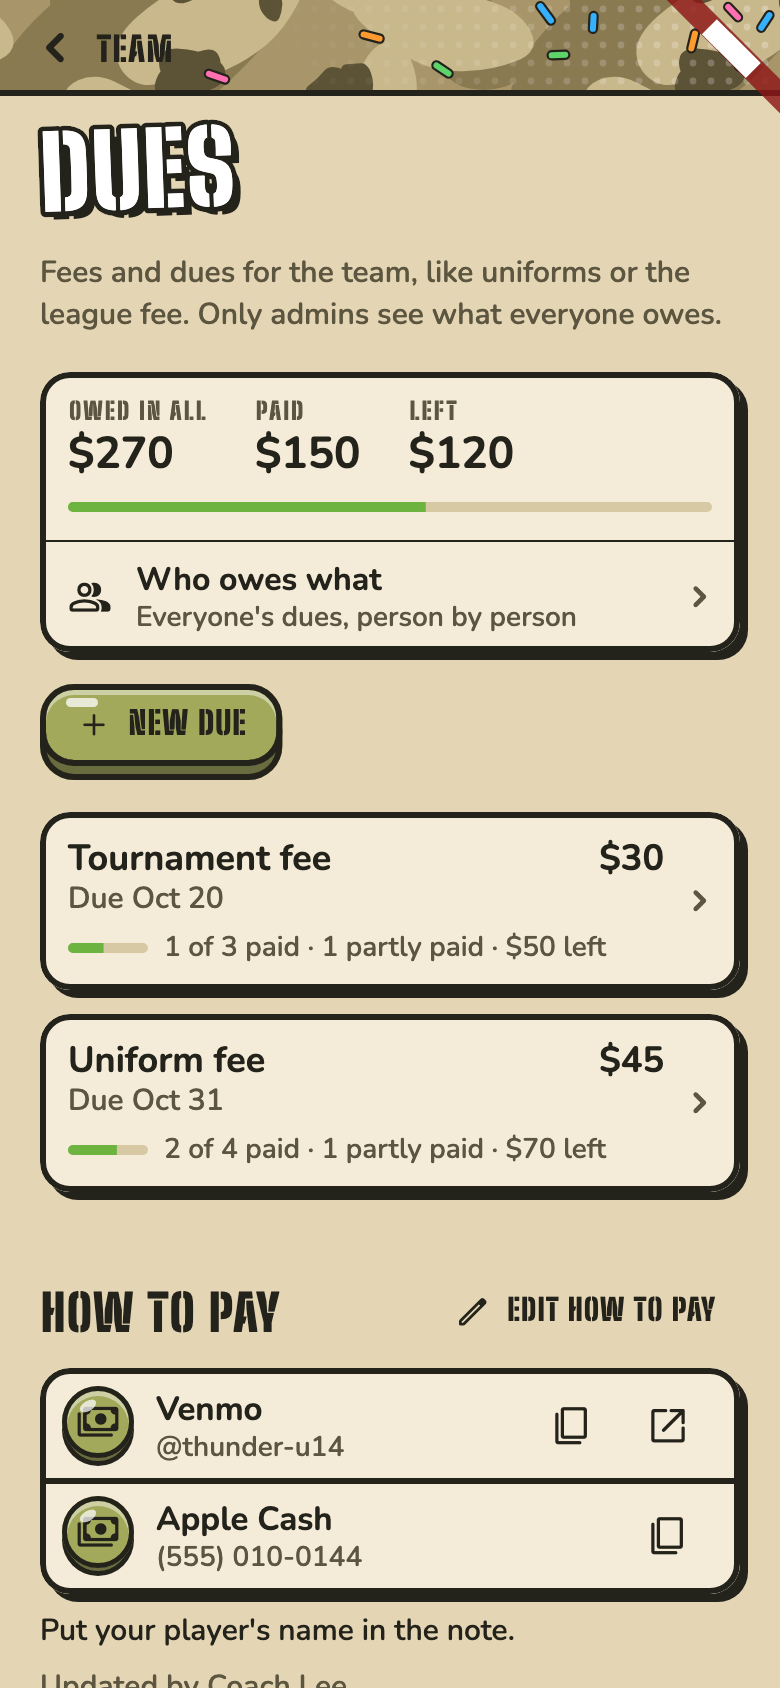 TEAM
DUES
Fees and dues for the team, like uniforms or the
league fee. Only admins see what everyone owes.
OWED IN ALL PAID LEFT
$270 $150 $120
Who owes what
Everyone's dues, person by person
+ NEW DUE
Tournament fee $30
Due Oct 20
1 of 3 paid · 1 partly paid · $50 left
Uniform fee $45
Due Oct 31
2 of 4 paid · 1 partly paid · $70 left
HOW TO PAY EDIT HOW TO PAY
Venmo
@thunder-u14
Apple Cash
(555) 010-0144
Put your player's name in the note.
Updated by Coach Lee